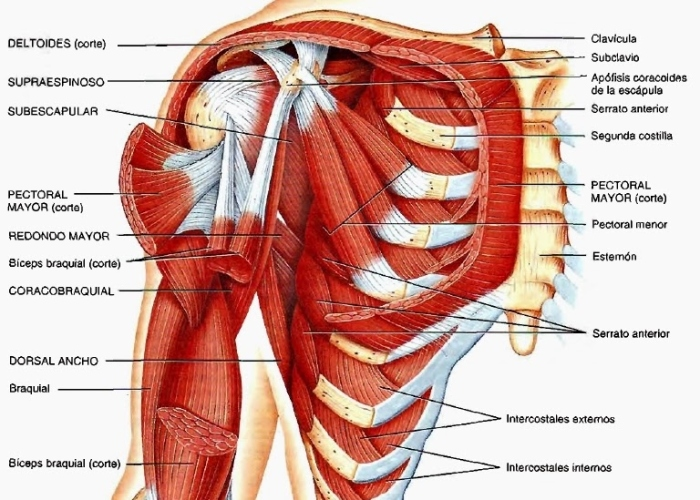 DELTOIDES (corte)
SUPRAESPINOSO
SUBESCAPULAR
PECTORAL
MAYOR (corte)
REDONDO MAYOR
Bíceps braquial (corte)
CORACOBRAQUIAL
DORSAL ANCHO
Braquial
Bíceps braquial (corte)
Clavícula
Subclavio
Apófisis coracoides
de la escápula
Serrato anterior
Segunda costilla
PECTORAL
MAYOR (corte)
Pectoral menor
Esternón
Serrato anterior
Intercostales externos
Intercostales internos